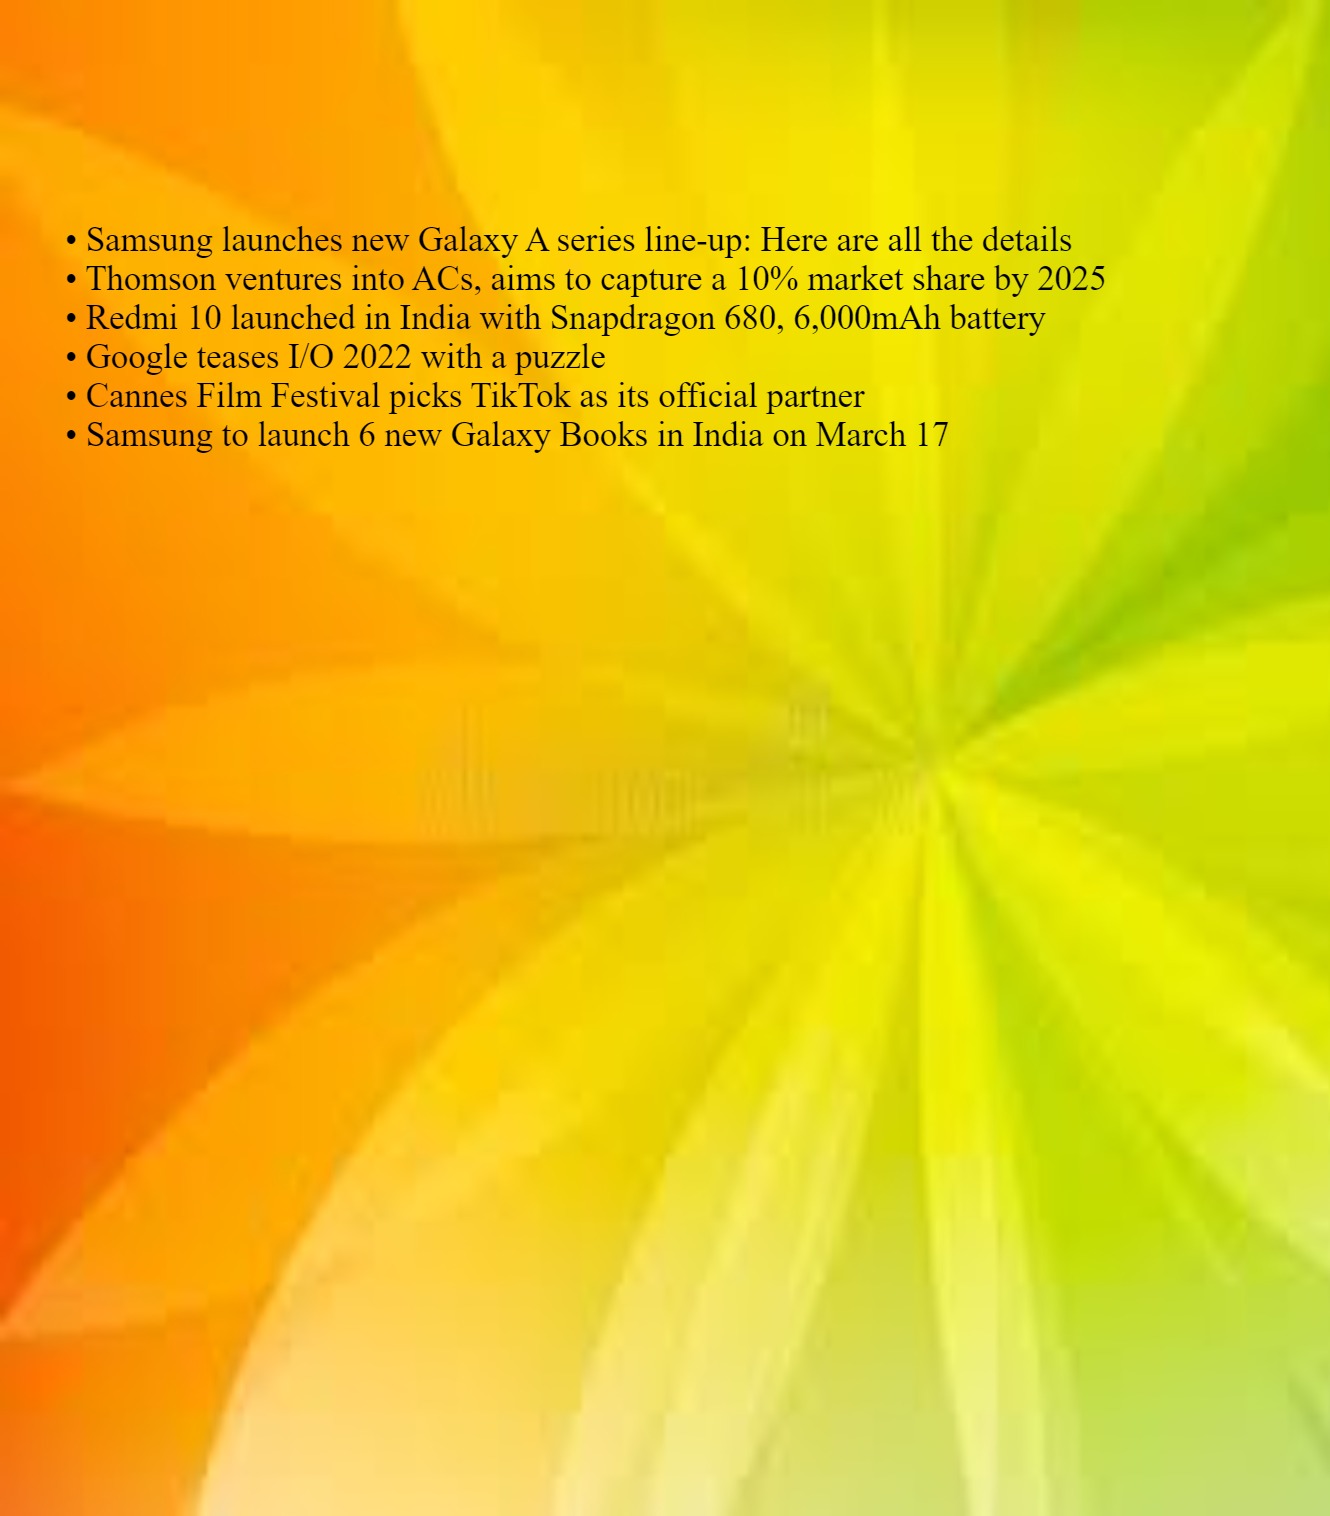 • Samsung launches new Galaxy A series line-up: Here are all the details
• Thomson ventures into ACs, aims to capture a 10% market share by 2025
• Redmi 10 launched in India with Snapdragon 680, 6,000mAh battery
• Google teases I/O 2022 with a puzzle
• Cannes Film Festival picks TikTok as its official partner
• Samsung to launch 6 new Galaxy Books in India on March 17